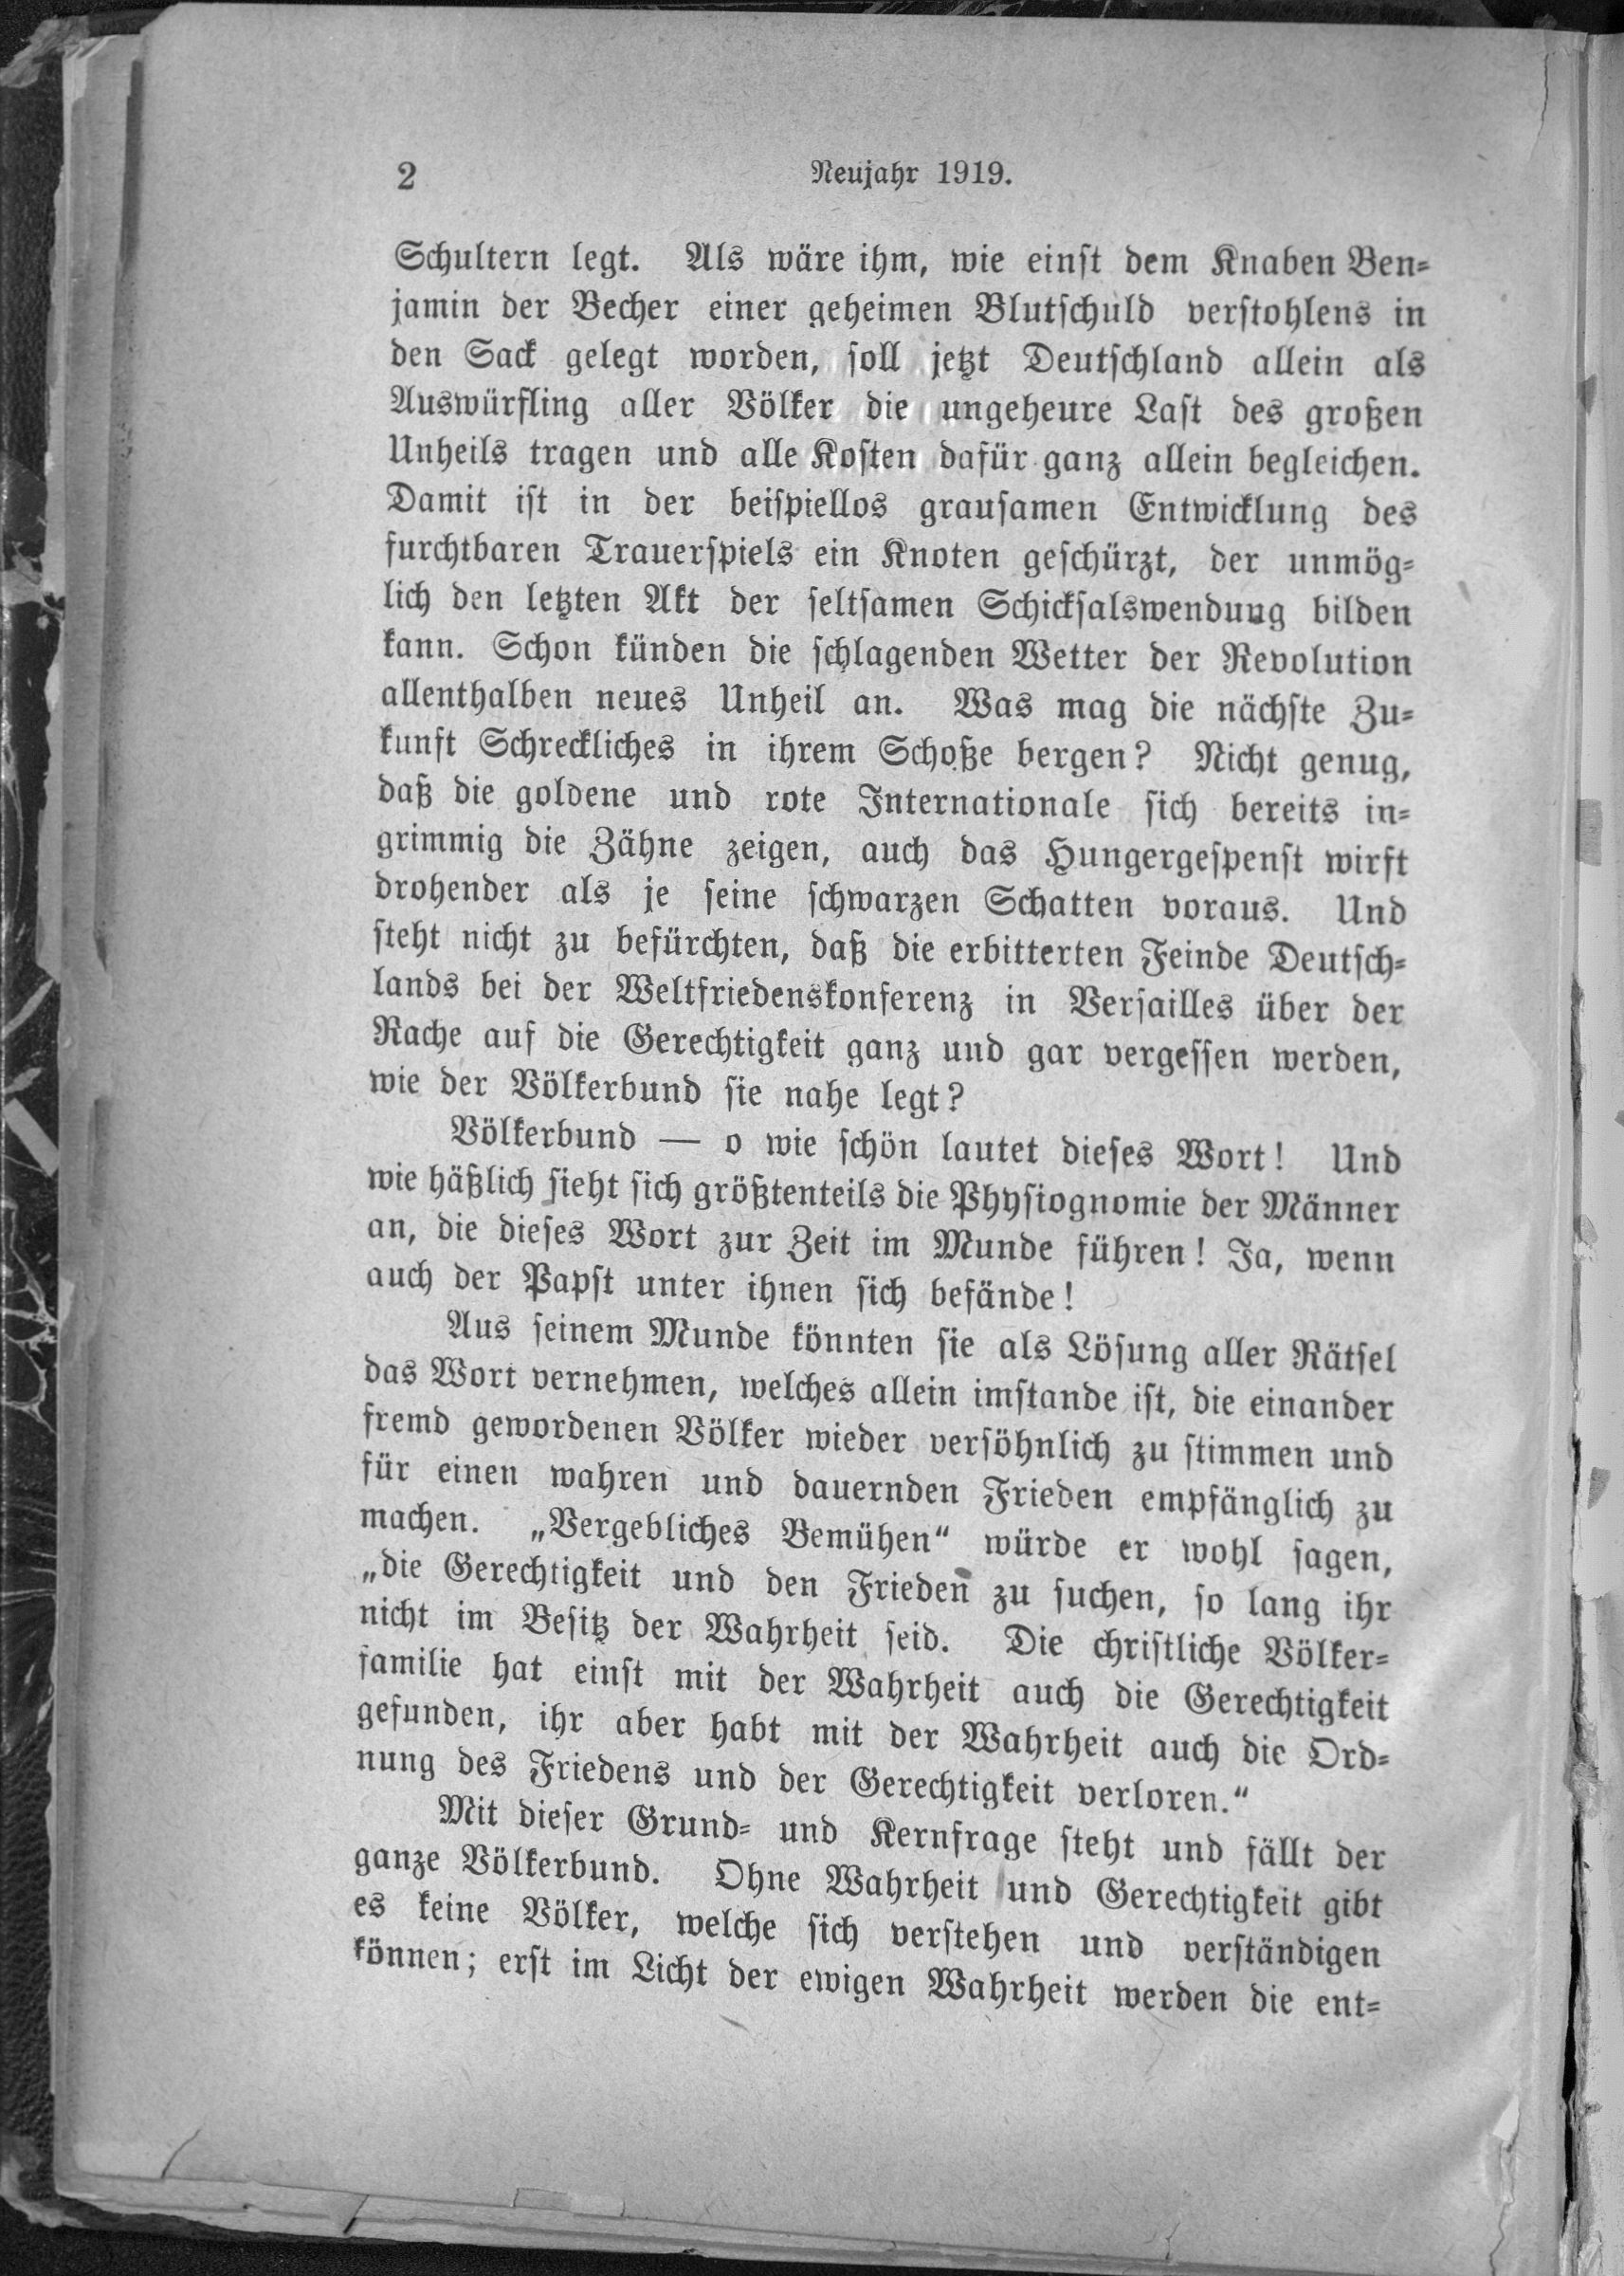 2 Neujahr 1919.
Schultern legt. Als wäre ihm, wie einst dem Knaben Ben-
jamin der Becher einer geheimen Blutschuld verstohlens in
den Sack gelegt worden, soll jetzt Deutschland allein als
Auswürfling aller Völker die ungeheure Last des großen
Unheils tragen und alle Kosten dafür ganz allein begleichen.
Damit ist in der beispiellos grausamen Entwicklung des
furchtbaren Trauerspiels ein Knoten geschürzt, der unmög-
lich den letzten Akt der seltsamen Schicksalswendung bilden
kann. Schon künden die schlagenden Wetter der Revolution
allenthalben neues Unheil an. Was mag die nächste Zu-
kunft Schreckliches in ihrem Schoße bergen? Nicht genug,
daß die goldene und rote Internationale sich bereits in-
grimmig die Zähne zeigen, auch das Hungergespenst wirft
drohender als je seine schwarzen Schatten voraus. Und
steht nicht zu befürchten, daß die erbitterten Feinde Deutsch-
lands bei der Weltfriedenskonferenz in Versailles über der
Rache auf die Gerechtigkeit ganz und gar vergessen werden,
wie der Völkerbund sie nahe legt?
Völkerbund — o wie schön lautet dieses Wort! Und
wie häßlich sieht sich größtenteils die Physiognomie der Männer
an, die dieses Wort zur Zeit im Munde führen! Ja, wenn
auch der Papst unter ihnen sich befände!
Aus seinem Munde könnten sie als Lösung aller Rätsel
das Wort vernehmen, welches allein imstande ist, die einander
fremd gewordenen Völker wieder versöhnlich zu stimmen und
für einen wahren und dauernden Frieden empfänglich zu
machen. „Vergebliches Bemühen“ würde er wohl sagen,
„die Gerechtigkeit und den Frieden zu suchen, so lang ihr
nicht im Besitz der Wahrheit seid. Die christliche Völker-
familie hat einst mit der Wahrheit auch die Gerechtigkeit
gefunden, ihr aber habt mit der Wahrheit auch die Ord-
nung des Friedens und der Gerechtigkeit verloren.“
Mit dieser Grund- und Kernfrage steht und fällt der
ganze Völkerbund. Ohne Wahrheit und Gerechtigkeit gibt
es keine Völker, welche sich verstehen und verständigen
können; erst im Licht der ewigen Wahrheit werden die ent-